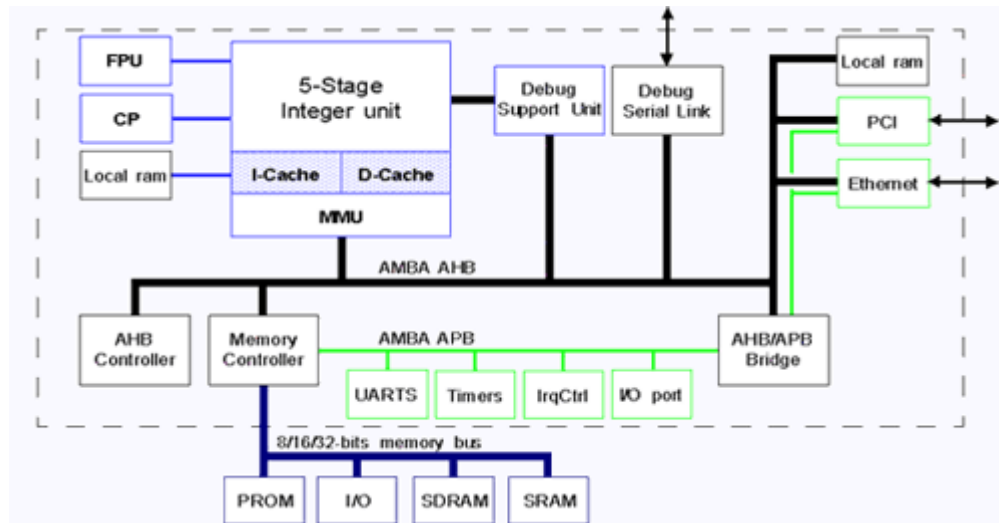 FPU
5-Stage
Integer unit
Debug
Support Unit
Debug
Serial Link
Local ram
CP
PCI
Local ram
I-Cache
D-Cache
Ethernet
MMU
AMBA AHB
AHB
Controller
Memory
Controller
AMBA APB
AHB/APB
Bridge
UARTS
Timers
IrqCtrl
I/O port
8/16/32-bits memory bus
PROM
I/O
SDRAM
SRAM